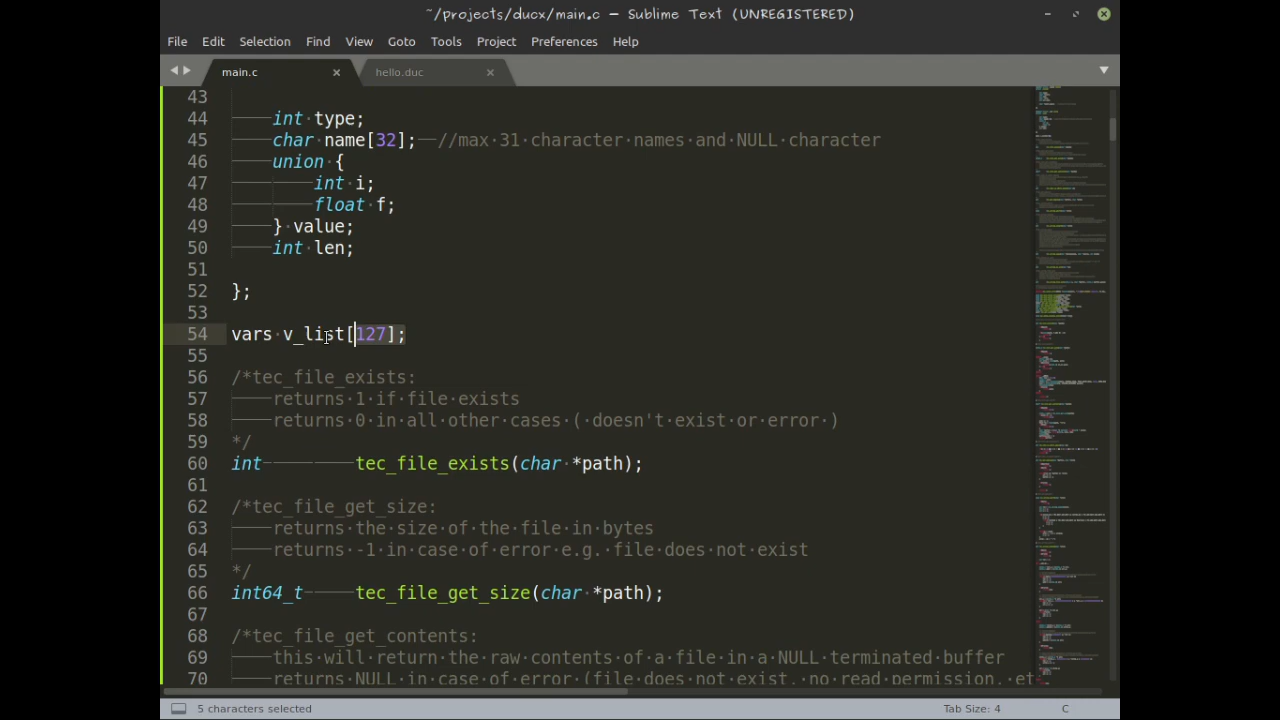 ~/projects/ducx/main.c — Sublime Text (UNREGISTERED)
File Edit Selection Find View Goto Tools Project Preferences Help
main.c hello.duc
43
44 int type;
45 char name[32]; //max 31 character names and NULL character
46 union {
47 int i;
48 float f;
49 } value;
50 int len;
51
52 };
53
54 vars v_list[127];
55
56 /*tec_file_exists:
57 returns 1 if file exists
58 returns 0 in all other cases ( doesn't exist or error )
59 */
60 int tec_file_exists(char *path);
61
62 /*tec_file_get_size:
63 returns the size of the file in bytes
64 returns -1 in case of error e.g. file does not exist
65 */
66 int64_t tec_file_get_size(char *path);
67
68 /*tec_file_get_contents:
69 this will return the raw contents of a file in a NULL terminated buffer
70 returns NULL in case of error (file does not exist, no read permission, et
5 characters selected Tab Size: 4 C